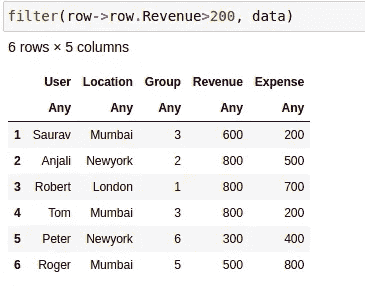 filter(row->row.Revenue>200, data)
6 rows × 5 columns
User Location Group Revenue Expense
Any Any Any Any Any
1 Saurav Mumbai 3 600 200
2 Anjali Newyork 2 800 500
3 Robert London 1 800 700
4 Tom Mumbai 3 800 200
5 Peter Newyork 6 300 400
6 Roger Mumbai 5 500 800